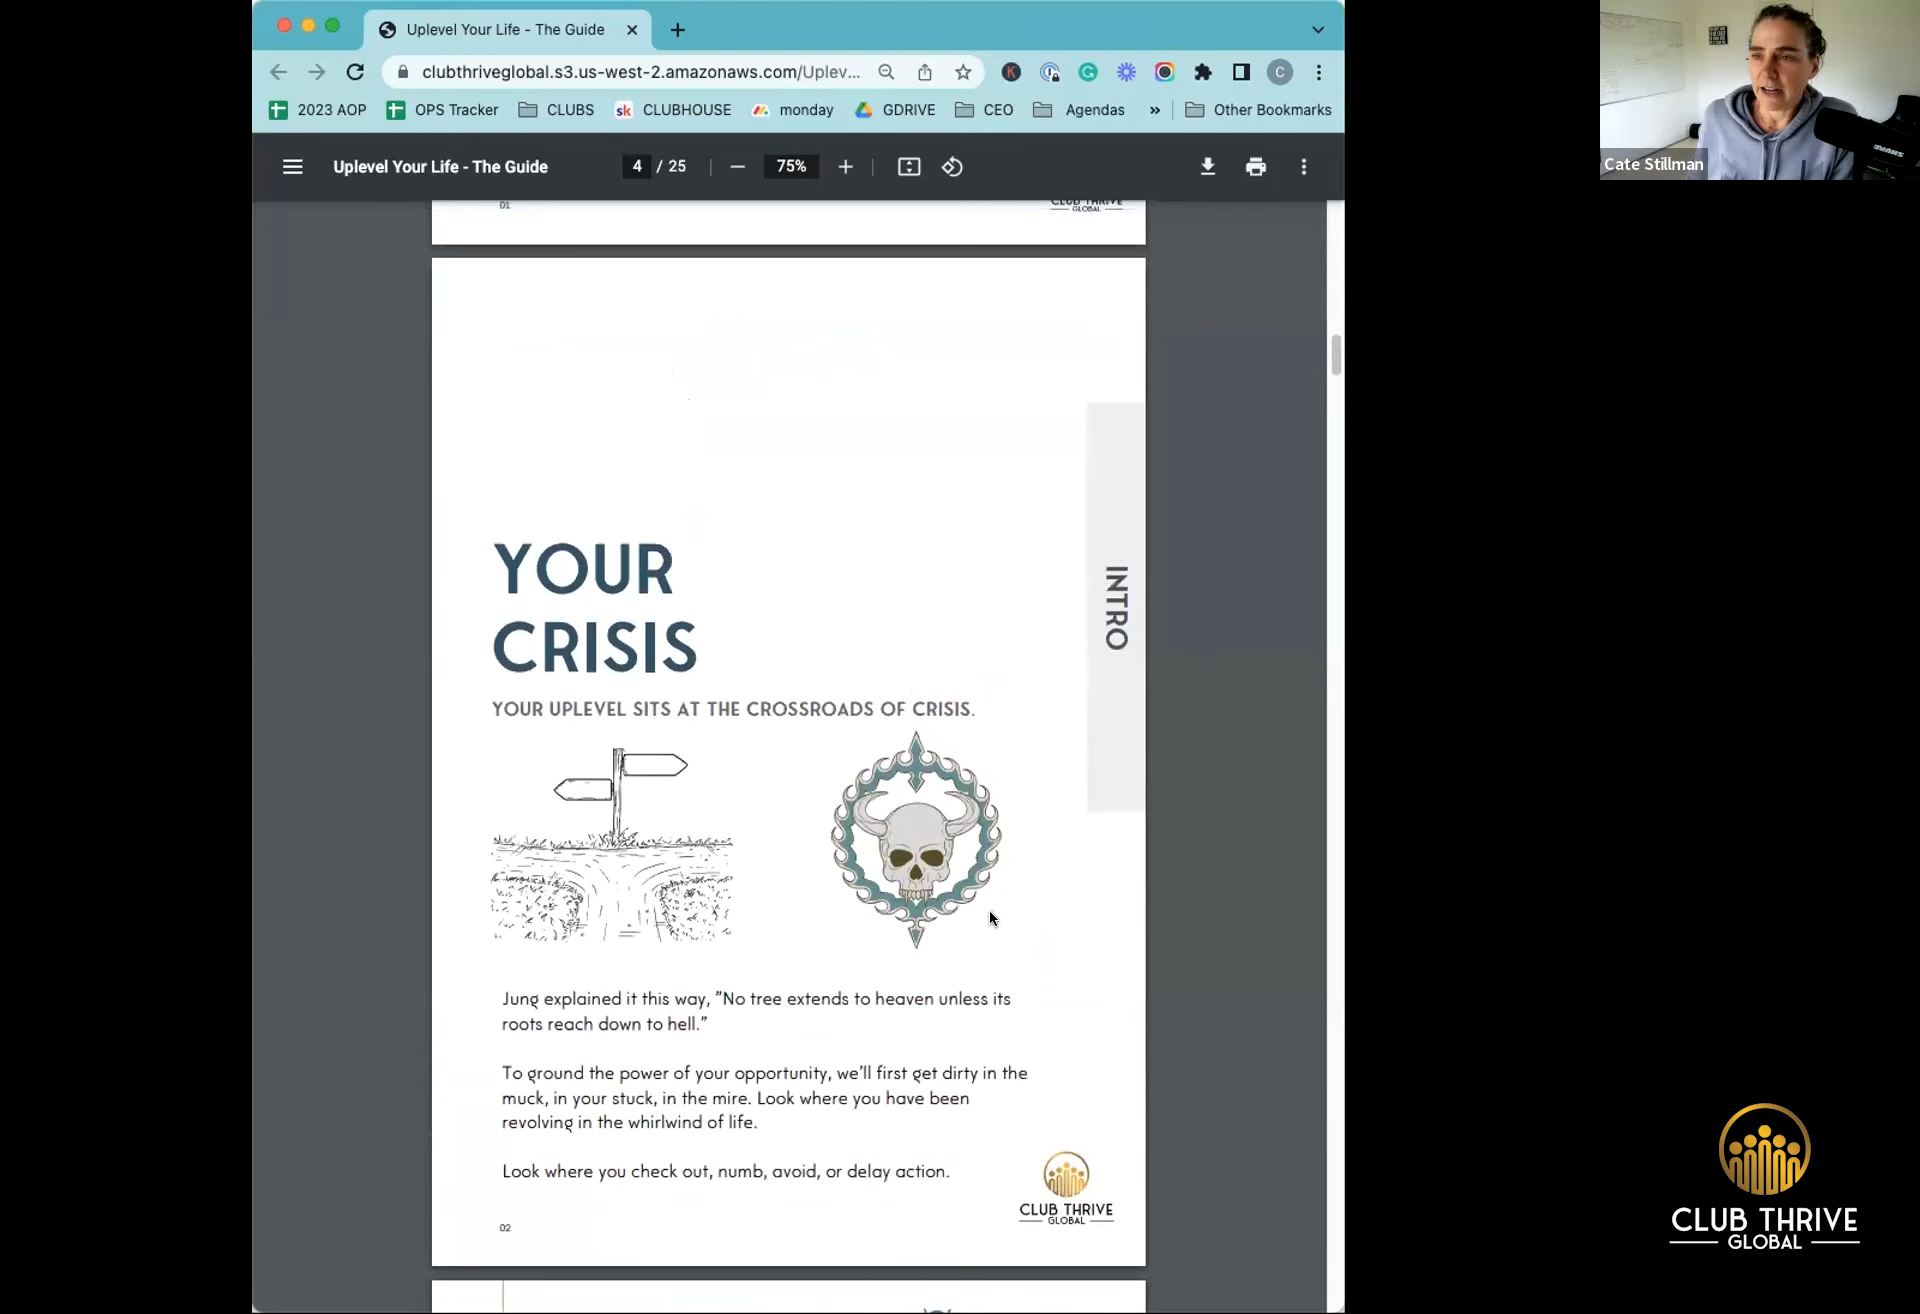 Uplevel Your Life - The Guide
clubthriveglobal.s3.us-west-2.amazonaws.com/Uplev...
K
C
2023 AOP
OPS Tracker
CLUBS
sk CLUBHOUSE
monday
GDRIVE
CEO
Agendas
»
Other Bookmarks
Uplevel Your Life - The Guide
4 / 25
75%
Cate Stillman
01
CLUB THRIVE
GLOBAL
INTRO
YOUR
CRISIS
YOUR UPLEVEL SITS AT THE CROSSROADS OF CRISIS.
Jung explained it this way, "No tree extends to heaven unless its
roots reach down to hell."
To ground the power of your opportunity, we'll first get dirty in the
muck, in your stuck, in the mire. Look where you have been
revolving in the whirlwind of life.
Look where you check out, numb, avoid, or delay action.
CLUB THRIVE
GLOBAL
02
CLUB THRIVE
GLOBAL